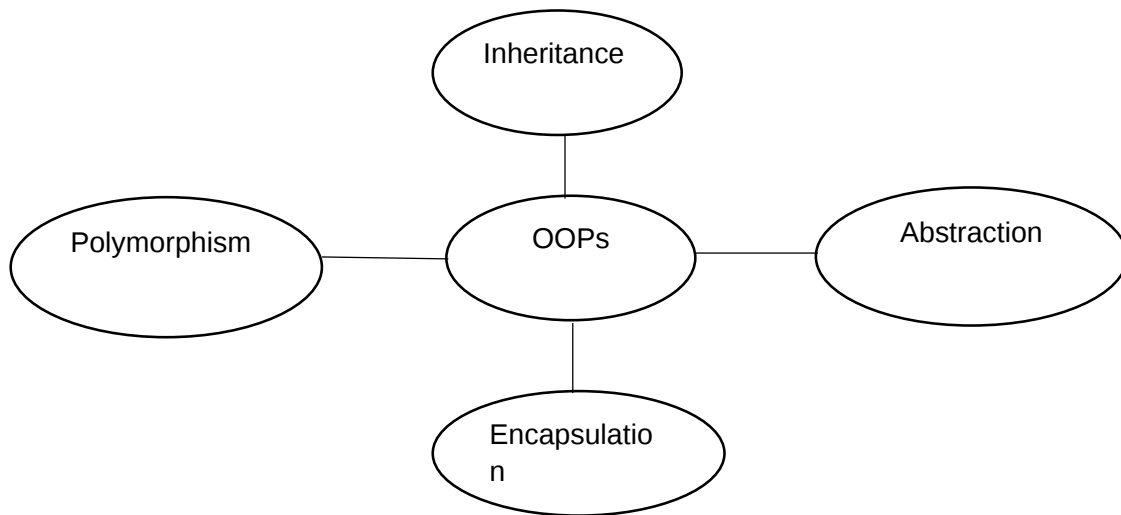 Inheritance
Polymorphism
OOPs
Abstraction
Encapsulatio
n